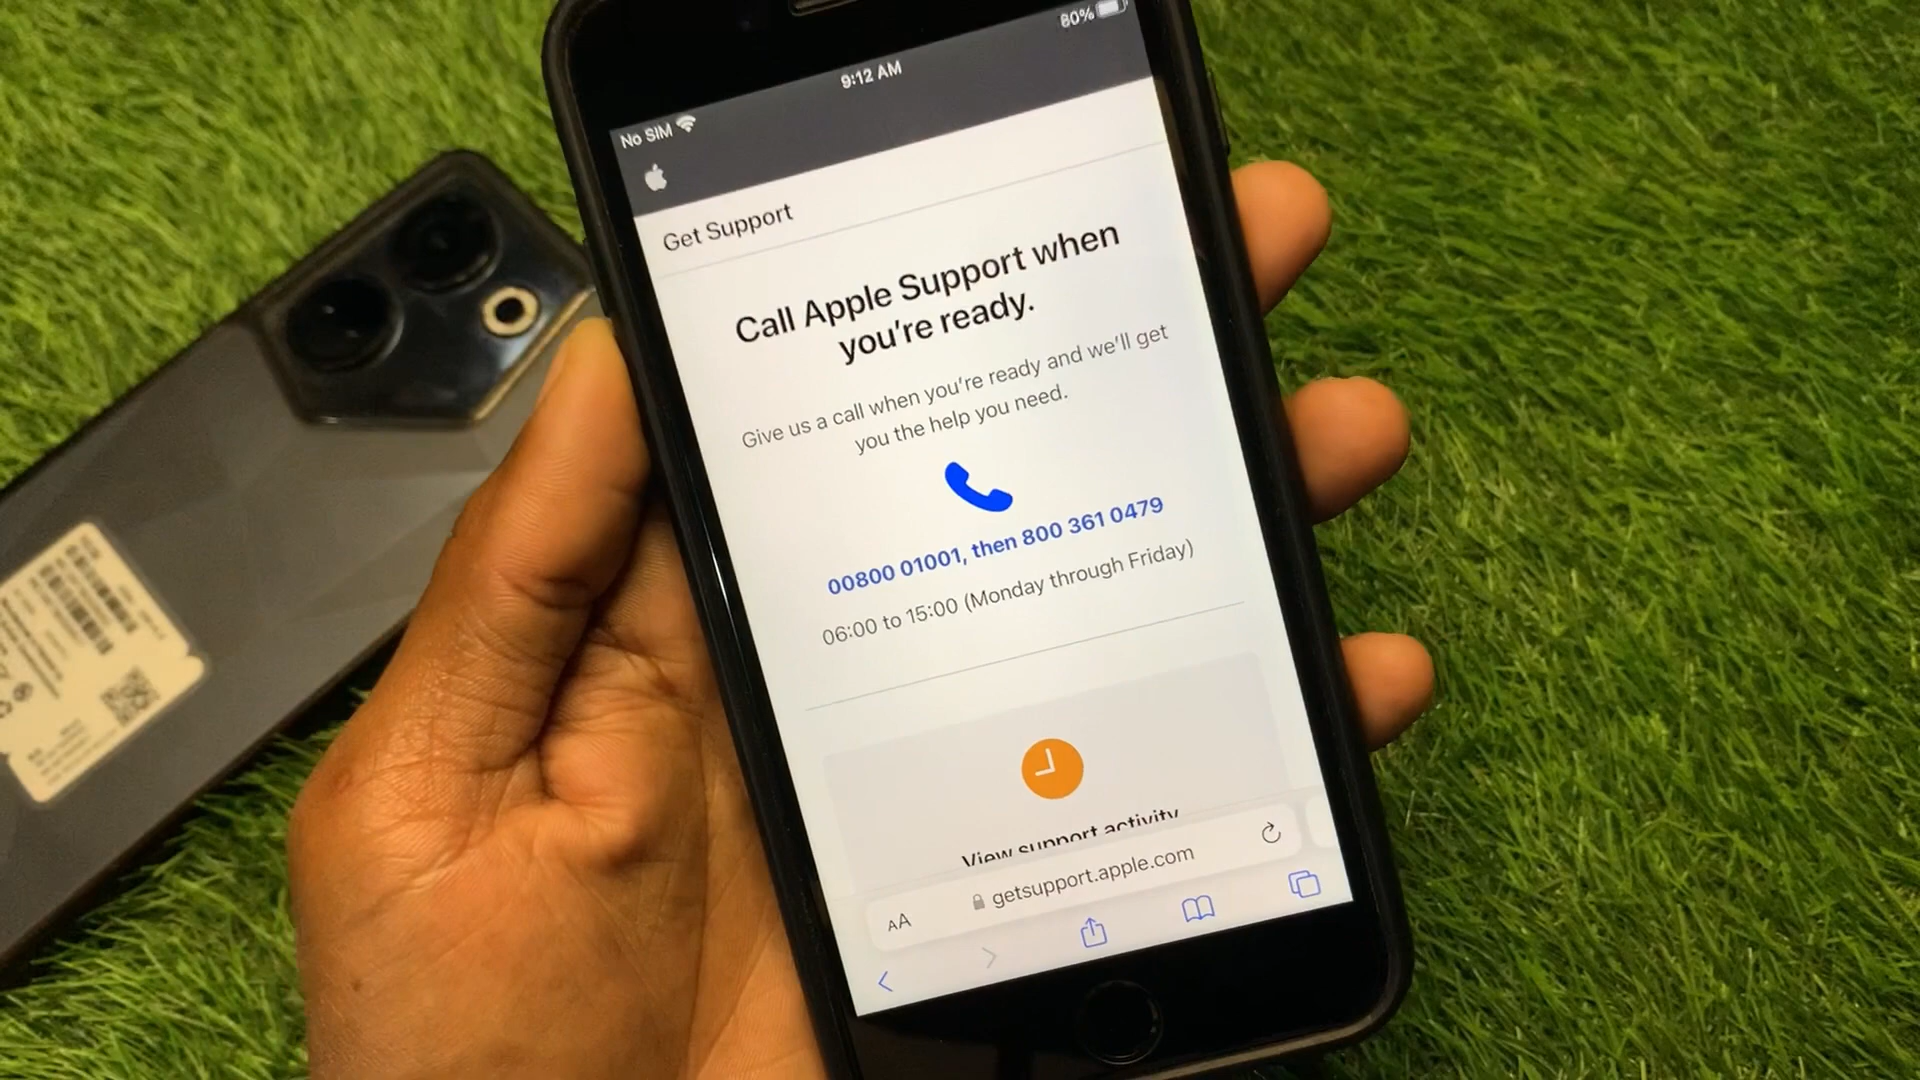 60%
9:12 AM
No SIM
Get Support
Call Apple Support when
you're ready.
Give us a call when you're ready and we'll get
you the help you need.
00800 01001, then 800 361 0479
06:00 to 15:00 (Monday through Friday)
View support activity
AA getsupport.apple.com